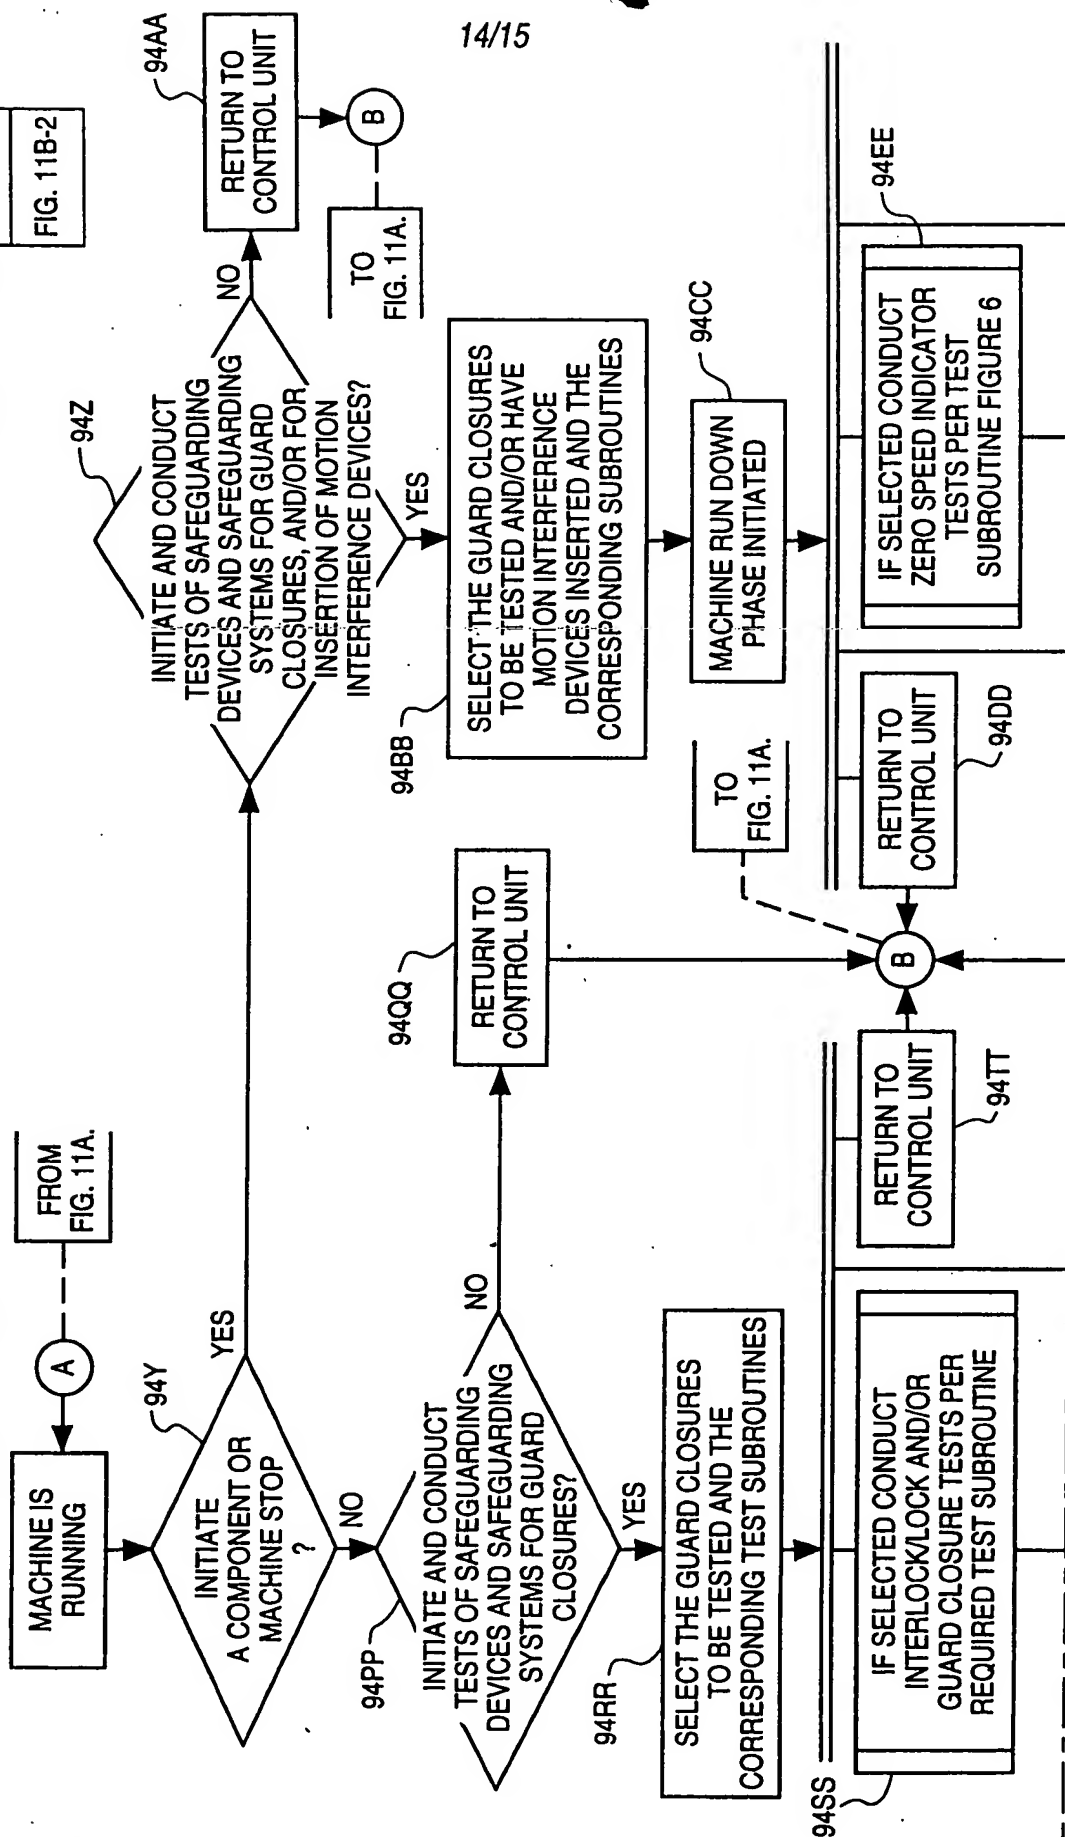 14/15
FIG. 11B-2
FROM
FIG. 11A.
A
MACHINE IS
RUNNING
94Y
INITIATE
A COMPONENT OR
MACHINE STOP
?
YES
NO
94Z
INITIATE AND CONDUCT
TESTS OF SAFEGUARDING
DEVICES AND SAFEGUARDING
SYSTEMS FOR GUARD
CLOSURES, AND/OR FOR
INSERTION OF MOTION
INTERFERENCE DEVICES?
NO
YES
94AA
RETURN TO
CONTROL UNIT
B
TO
FIG. 11A.
94BB
SELECT THE GUARD CLOSURES
TO BE TESTED AND/OR HAVE
MOTION INTERFERENCE
DEVICES INSERTED AND THE
CORRESPONDING SUBROUTINES
94CC
MACHINE RUN DOWN
PHASE INITIATED
94PP
INITIATE AND CONDUCT
TESTS OF SAFEGUARDING
DEVICES AND SAFEGUARDING
SYSTEMS FOR GUARD
CLOSURES?
NO
YES
94QQ
RETURN TO
CONTROL UNIT
TO
FIG. 11A.
94RR
SELECT THE GUARD CLOSURES
TO BE TESTED AND THE
CORRESPONDING TEST SUBROUTINES
94SS
IF SELECTED CONDUCT
INTERLOCK/LOCK AND/OR
GUARD CLOSURE TESTS PER
REQUIRED TEST SUBROUTINE
RETURN TO
CONTROL UNIT
94TT
B
RETURN TO
CONTROL UNIT
94DD
94EE
IF SELECTED CONDUCT
ZERO SPEED INDICATOR
TESTS PER TEST
SUBROUTINE FIGURE 6